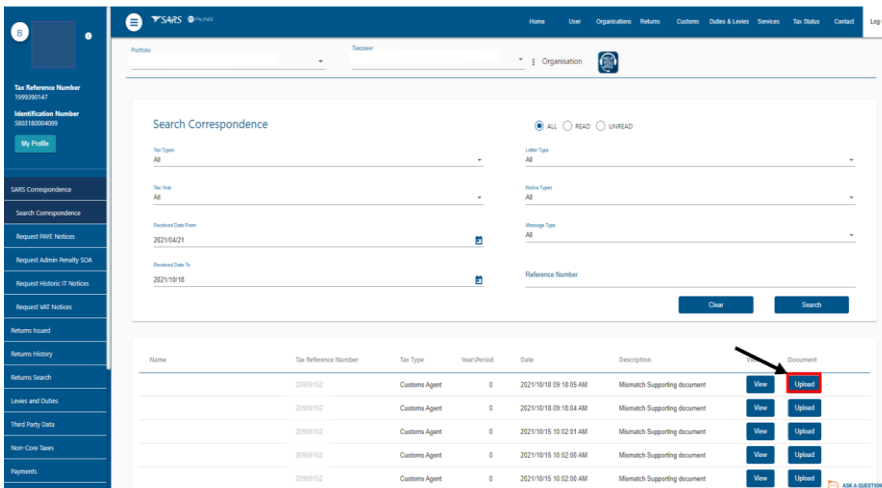 B
SARS eFILING
Home User Organisations Returns Customs Duties & Levies Services Tax Status Contact Log
Portfolio
Taxpayer
Organisation
Tax Reference Number
1999390147
Identification Number
5803180004089
My Profile
SARS Correspondence
Search Correspondence
Request PAYE Notices
Request Admin Penalty SOA
Request Historic IT Notices
Request VAT Notices
Returns Issued
Returns History
Returns Search
Levies and Duties
Third Party Data
Non-Core Taxes
Payments
Search Correspondence
ALL READ UNREAD
Tax Types
All
Letter Type
All
Tax Year
All
Notice Types
All
Received Date From
2021/04/21
Message Type
All
Received Date To
2021/10/18
Reference Number
Clear Search
Name Tax Reference Number Tax Type Year\Period Date Description Document
20909152 Customs Agent 0 2021/10/18 09:18:05 AM Mismatch Supporting document View Upload
20909152 Customs Agent 0 2021/10/18 09:18:04 AM Mismatch Supporting document View Upload
20909152 Customs Agent 0 2021/10/15 10:02:01 AM Mismatch Supporting document View Upload
20909152 Customs Agent 0 2021/10/15 10:02:00 AM Mismatch Supporting document View Upload
20909152 Customs Agent 0 2021/10/15 10:02:00 AM Mismatch Supporting document View Upload
ASK A QUESTION